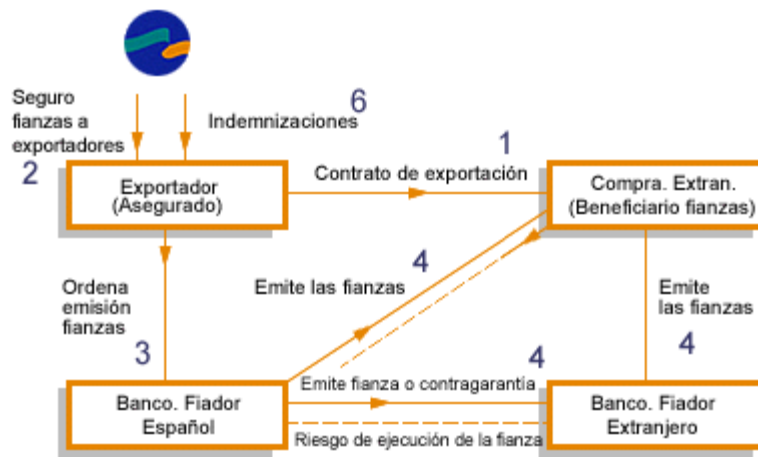 6
Seguro
fianzas a
exportadores
Indemnizaciones
2
1
Exportador
(Asegurado)
Contrato de exportación
Compra. Extran.
(Beneficiario fianzas)
Ordena
emisión
fianzas
Emite las fianzas
4
Emite
las fianzas
3
4
4
Banco. Fiador
Español
Emite fianza o contragarantía
Riesgo de ejecución de la fianza
Banco. Fiador
Extranjero